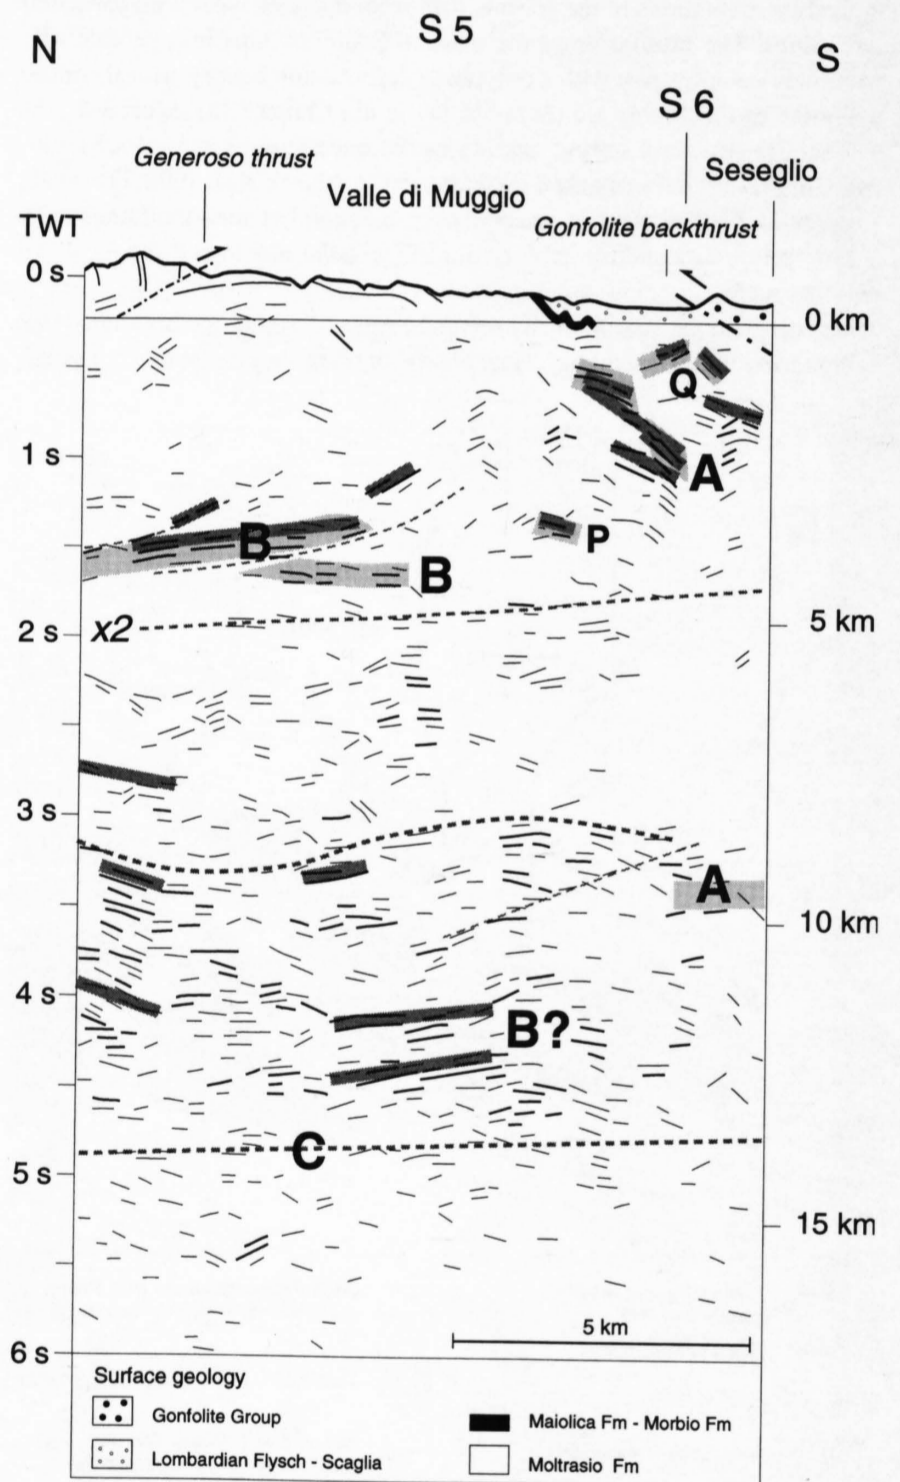 S 5
N
S
S 6
Generoso thrust
Seseglio
Valle di Muggio
TWT
Gonfolite backthrust
0 s
0 km
Q
1 s
A
B
P
B
x2
2 s
5 km
3 s
A
10 km
4 s
B?
C
5 s
15 km
5 km
6 s
Surface geology
Gonfolite Group
Maiolica Fm - Morbio Fm
Lombardian Flysch - Scaglia
Moltrasio Fm